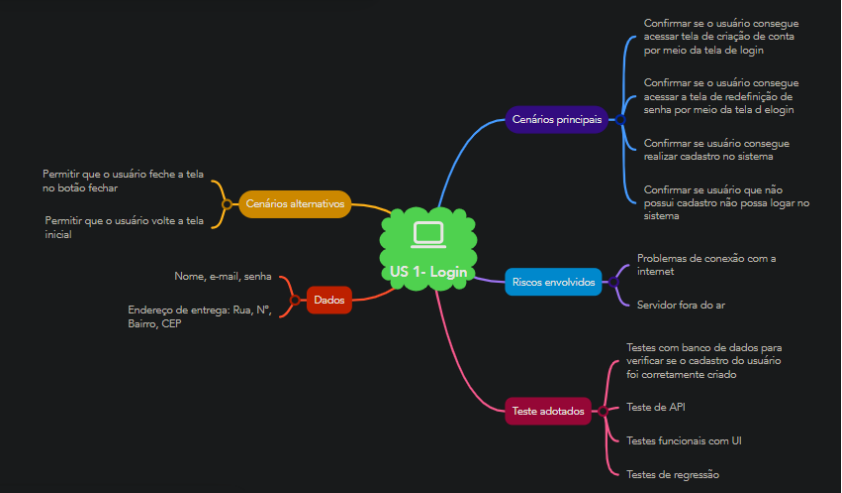 Confirmar se o usuário consegue
acessar tela de criação de conta
por meio da tela de login
Confirmar se o usuário consegue
acessar a tela de redefinição de
senha por meio da tela d elogin
Cenários principais
Confirmar se usuário consegue
realizar cadastro no sistema
Confirmar se usuário que não
possui cadastro não possa logar no
sistema
Permitir que o usuário feche a tela
no botão fechar
Cenários alternativos
Permitir que o usuário volte a tela
inicial
US 1- Login
Nome, e-mail, senha
Dados
Endereço de entrega: Rua, N°,
Bairro, CEP
Problemas de conexão com a
internet
Riscos envolvidos
Servidor fora do ar
Testes com banco de dados para
verificar se o cadastro do usuário
foi corretamente criado
Teste adotados
Teste de API
Testes funcionais com UI
Testes de regressão